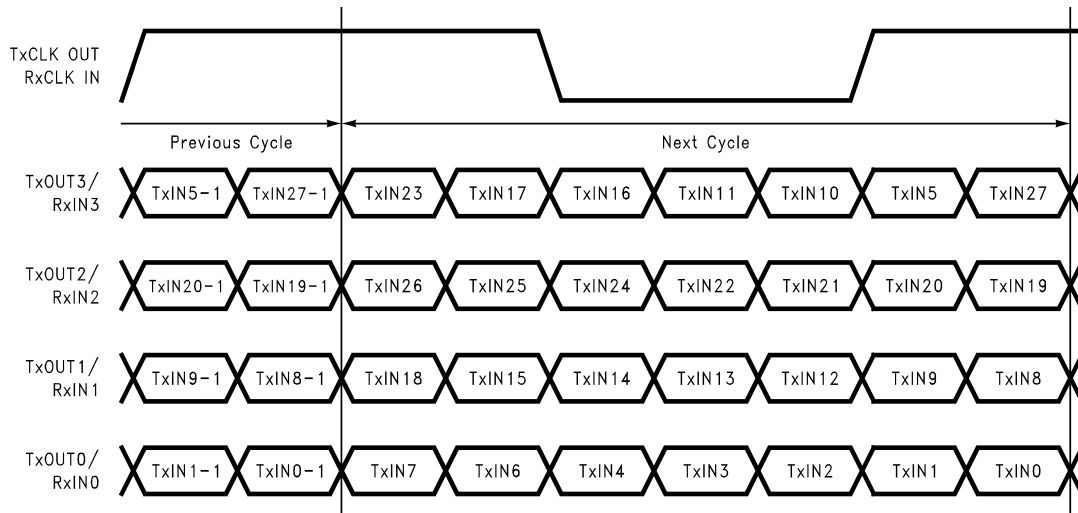 TxCLK OUT
RxCLK IN
Previous Cycle
Next Cycle
TxOUT3/
RxIN3
TxIN5-1 TxIN27-1 TxIN23 TxIN17 TxIN16 TxIN11 TxIN10 TxIN5 TxIN27
TxOUT2/
RxIN2
TxIN20-1 TxIN19-1 TxIN26 TxIN25 TxIN24 TxIN22 TxIN21 TxIN20 TxIN19
TxOUT1/
RxIN1
TxIN9-1 TxIN8-1 TxIN18 TxIN15 TxIN14 TxIN13 TxIN12 TxIN9 TxIN8
TxOUT0/
RxIN0
TxIN1-1 TxIN0-1 TxIN7 TxIN6 TxIN4 TxIN3 TxIN2 TxIN1 TxIN0